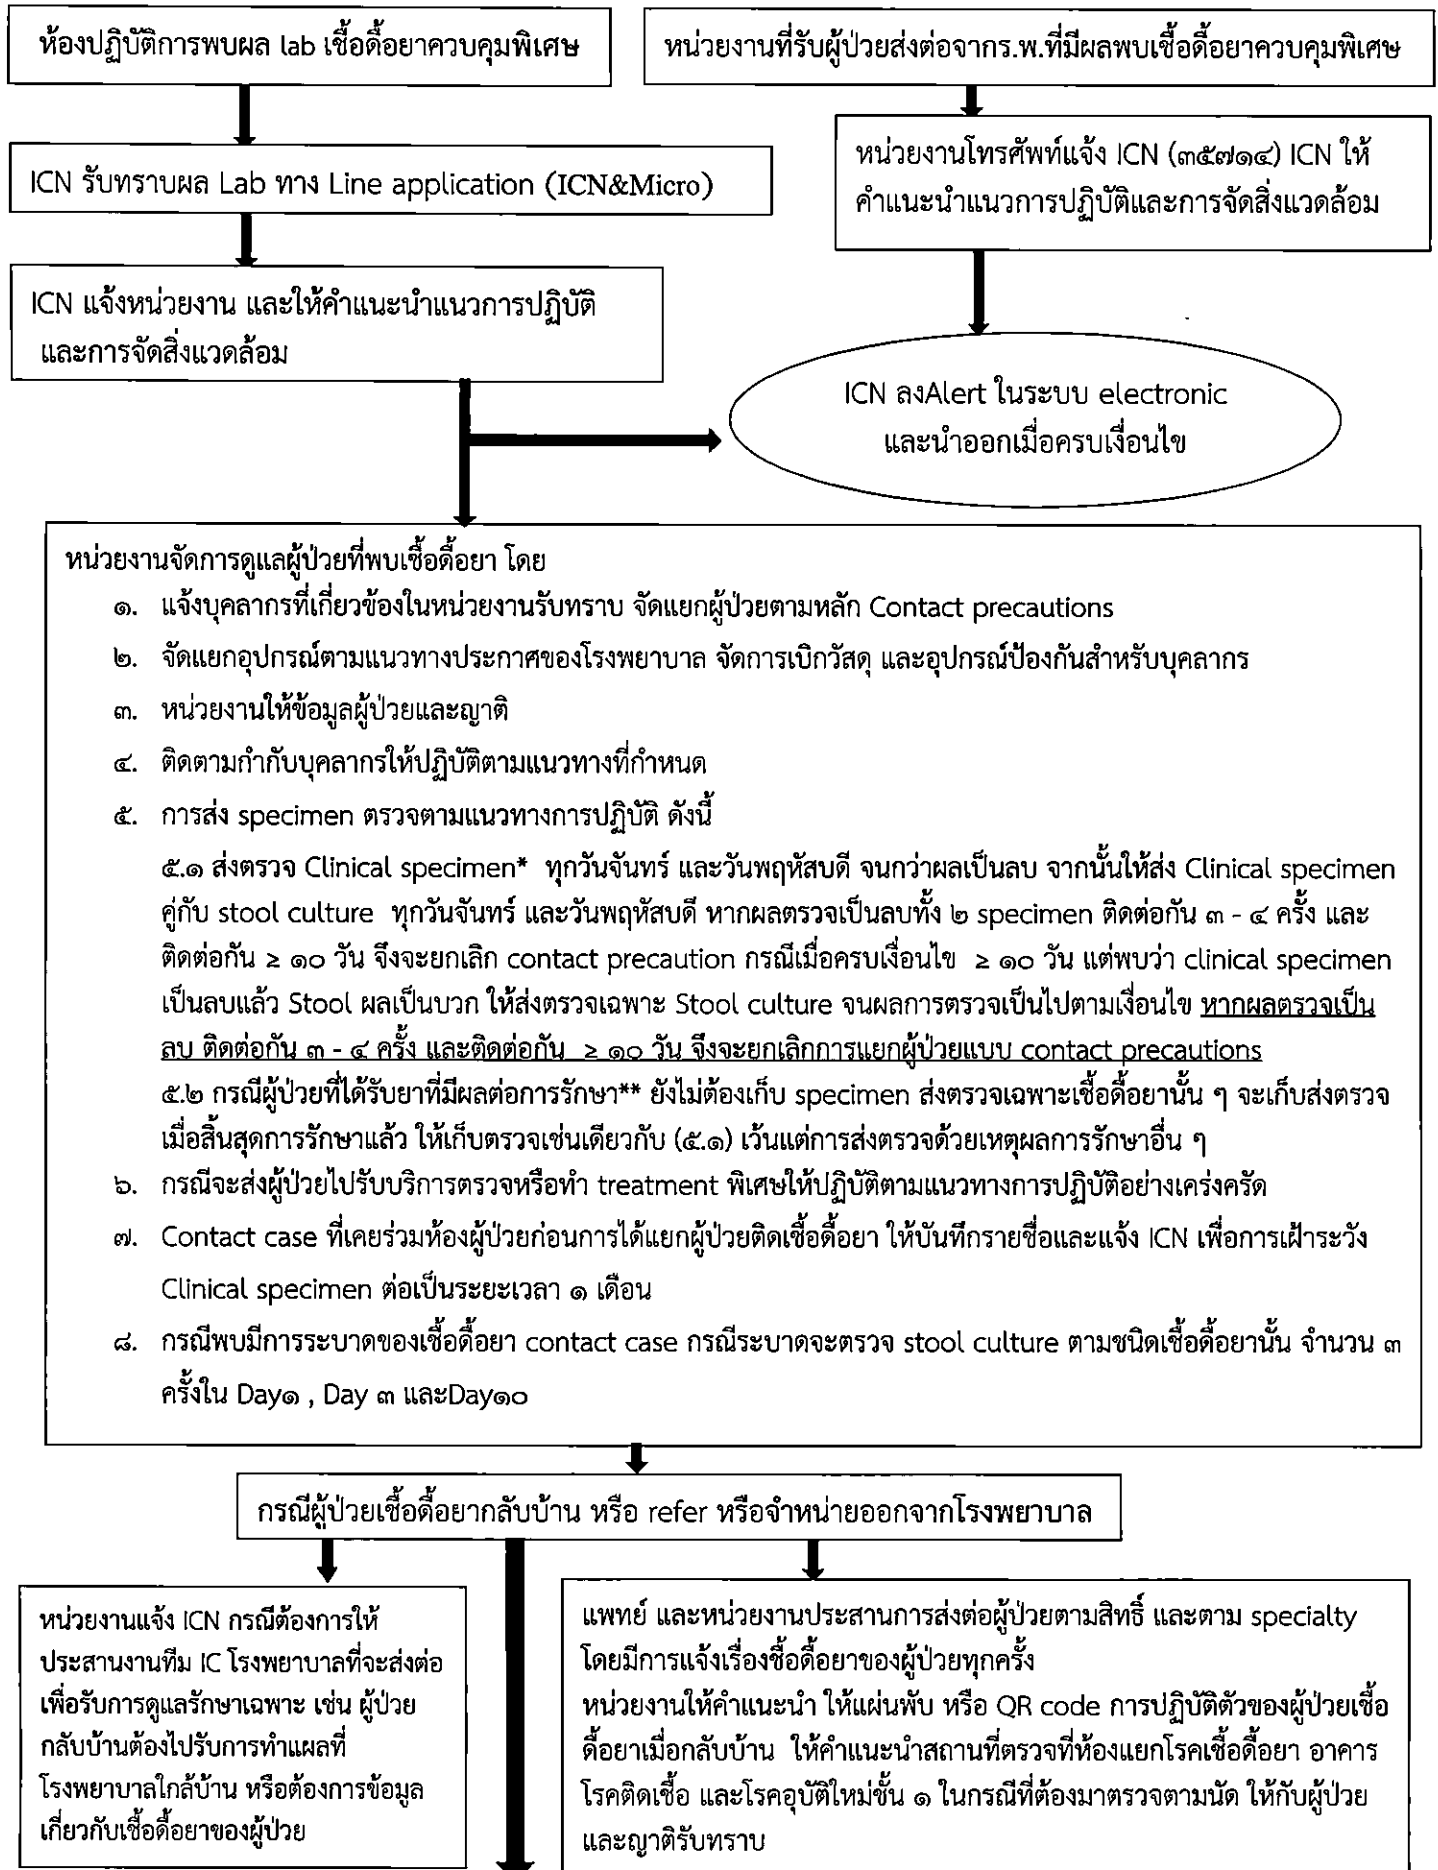 ห้องปฏิบัติการพบผล lab เชื้อดื้อยาควบคุมพิเศษ
หน่วยงานที่รับผู้ป่วยส่งต่อจากร.พ.ที่มีผลพบเชื้อดื้อยาควบคุมพิเศษ
ICN รับทราบผล Lab ทาง Line application (ICN&Micro)
หน่วยงานโทรศัพท์แจ้ง ICN (๓๕๗๑๔) ICN ให้
คำแนะนำแนวการปฏิบัติและการจัดสิ่งแวดล้อม
ICN แจ้งหน่วยงาน และให้คำแนะนำแนวการปฏิบัติ
และการจัดสิ่งแวดล้อม
ICN ลงAlert ในระบบ electronic
และนำออกเมื่อครบเงื่อนไข
หน่วยงานจัดการดูแลผู้ป่วยที่พบเชื้อดื้อยา โดย
๑. แจ้งบุคลากรที่เกี่ยวข้องในหน่วยงานรับทราบ จัดแยกผู้ป่วยตามหลัก Contact precautions
๒. จัดแยกอุปกรณ์ตามแนวทางประกาศของโรงพยาบาล จัดการเบิกวัสดุ และอุปกรณ์ป้องกันสำหรับบุคลากร
๓. หน่วยงานให้ข้อมูลผู้ป่วยและญาติ
๔. ติดตามกำกับบุคลากรให้ปฏิบัติตามแนวทางที่กำหนด
๕. การส่ง specimen ตรวจตามแนวทางการปฏิบัติ ดังนี้
๕.๑ ส่งตรวจ Clinical specimen* ทุกวันจันทร์ และวันพฤหัสบดี จนกว่าผลเป็นลบ จากนั้นให้ส่ง Clinical specimen
คู่กับ stool culture ทุกวันจันทร์ และวันพฤหัสบดี หากผลตรวจเป็นลบทั้ง ๒ specimen ติดต่อกัน ๓ - ๔ ครั้ง และ
ติดต่อกัน ≥ ๑๐ วัน จึงจะยกเลิก contact precaution กรณีเมื่อครบเงื่อนไข ≥ ๑๐ วัน แต่พบว่า clinical specimen
เป็นลบแล้ว Stool ผลเป็นบวก ให้ส่งตรวจเฉพาะ Stool culture จนผลการตรวจเป็นไปตามเงื่อนไข หากผลตรวจเป็น
ลบ ติดต่อกัน ๓ - ๔ ครั้ง และติดต่อกัน ≥ ๑๐ วัน จึงจะยกเลิกการแยกผู้ป่วยแบบ contact precautions
๕.๒ กรณีผู้ป่วยที่ได้รับยาที่มีผลต่อการรักษา** ยังไม่ต้องเก็บ specimen ส่งตรวจเฉพาะเชื้อดื้อยานั้น ๆ จะเก็บส่งตรวจ
เมื่อสิ้นสุดการรักษาแล้ว ให้เก็บตรวจเช่นเดียวกับ (๕.๑) เว้นแต่การส่งตรวจด้วยเหตุผลการรักษาอื่น ๆ
๖. กรณีจะส่งผู้ป่วยไปรับบริการตรวจหรือทำ treatment พิเศษให้ปฏิบัติตามแนวทางการปฏิบัติอย่างเคร่งครัด
๗. Contact case ที่เคยร่วมห้องผู้ป่วยก่อนการได้แยกผู้ป่วยติดเชื้อดื้อยา ให้บันทึกรายชื่อและแจ้ง ICN เพื่อการเฝ้าระวัง
Clinical specimen ต่อเป็นระยะเวลา ๑ เดือน
๘. กรณีพบมีการระบาดของเชื้อดื้อยา contact case กรณีระบาดจะตรวจ stool culture ตามชนิดเชื้อดื้อยานั้น จำนวน ๓
ครั้งใน Day๑ , Day ๓ และDay๑๐
กรณีผู้ป่วยเชื้อดื้อยากลับบ้าน หรือ refer หรือจำหน่ายออกจากโรงพยาบาล
หน่วยงานแจ้ง ICN กรณีต้องการให้
ประสานงานทีม IC โรงพยาบาลที่จะส่งต่อ
เพื่อรับการดูแลรักษาเฉพาะ เช่น ผู้ป่วย
กลับบ้านต้องไปรับการทำแผลที่
โรงพยาบาลใกล้บ้าน หรือต้องการข้อมูล
เกี่ยวกับเชื้อดื้อยาของผู้ป่วย
แพทย์ และหน่วยงานประสานการส่งต่อผู้ป่วยตามสิทธิ์ และตาม specialty
โดยมีการแจ้งเรื่องชื้อดื้อยาของผู้ป่วยทุกครั้ง
หน่วยงานให้คำแนะนำ ให้แผ่นพับ หรือ QR code การปฏิบัติตัวของผู้ป่วยเชื้อ
ดื้อยาเมื่อกลับบ้าน ให้คำแนะนำสถานที่ตรวจที่ห้องแยกโรคเชื้อดื้อยา อาคาร
โรคติดเชื้อ และโรคอุบัติใหม่ชั้น ๑ ในกรณีที่ต้องมาตรวจตามนัด ให้กับผู้ป่วย
และญาติรับทราบ